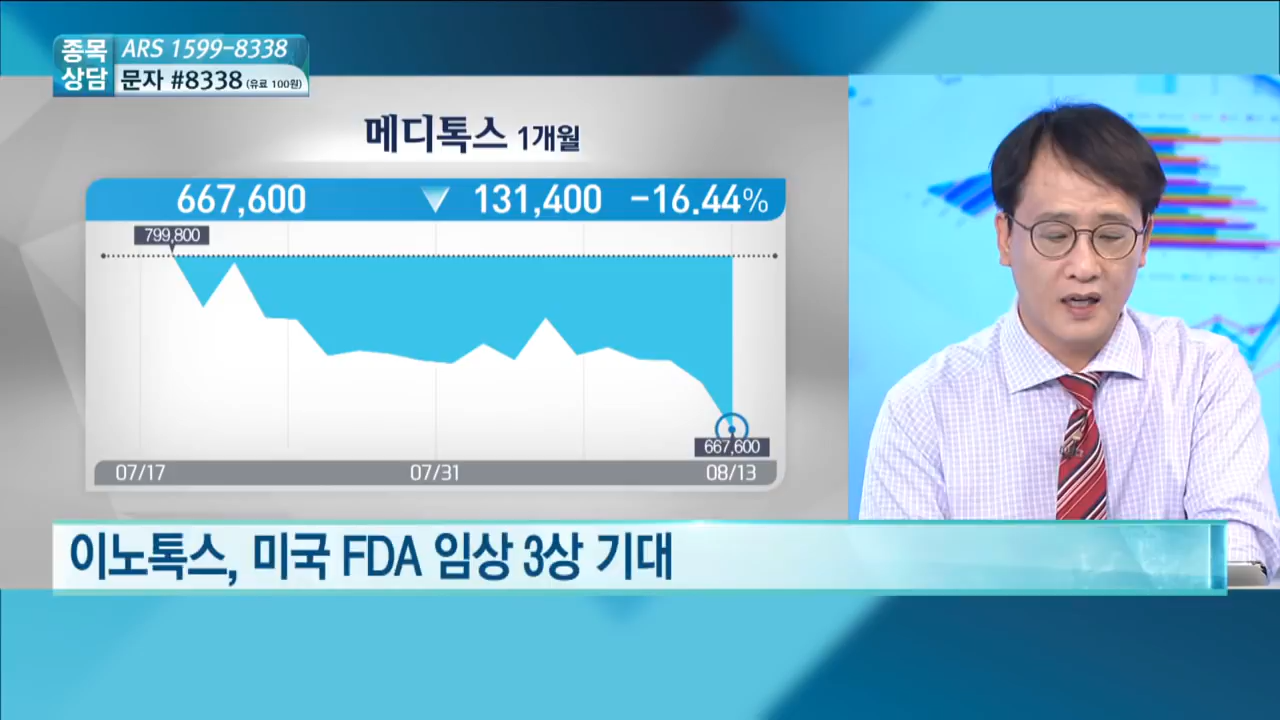 종목 상담
ARS 1599-8338
문자 #8338 (유료 100원)
메디톡스 1개월
667,600 ▼ 131,400 -16.44%
799,800
667,600
07/17 07/31 08/13
이노톡스, 미국 FDA 임상 3상 기대